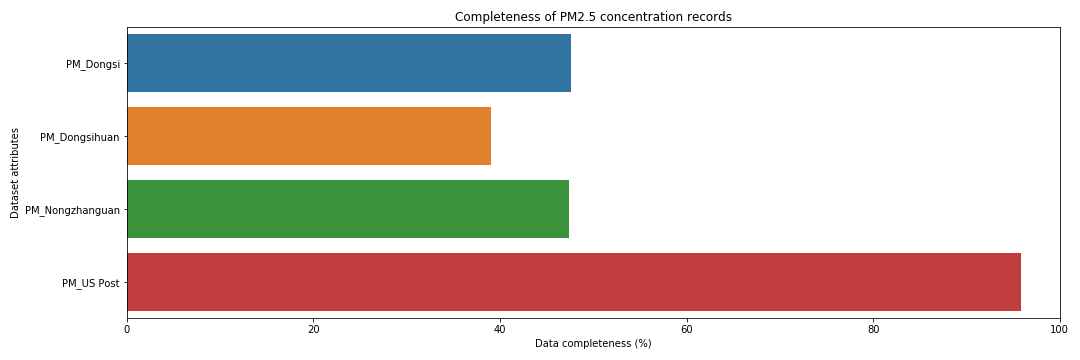 Completeness of PM2.5 concentration records
Dataset attributes
PM_Dongsi
PM_Dongsihuan
PM_Nongzhanguan
PM_US Post
0 20 40 60 80 100
Data completeness (%)